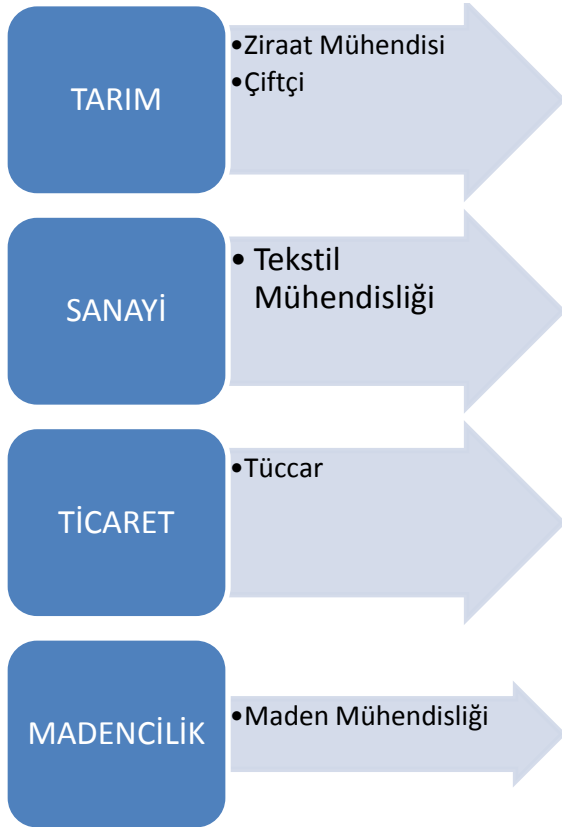 TARIM
•Ziraat Mühendisi
•Çiftçi
SANAYİ
• Tekstil
Mühendisliği
TİCARET
•Tüccar
MADENCİLİK
•Maden Mühendisliği